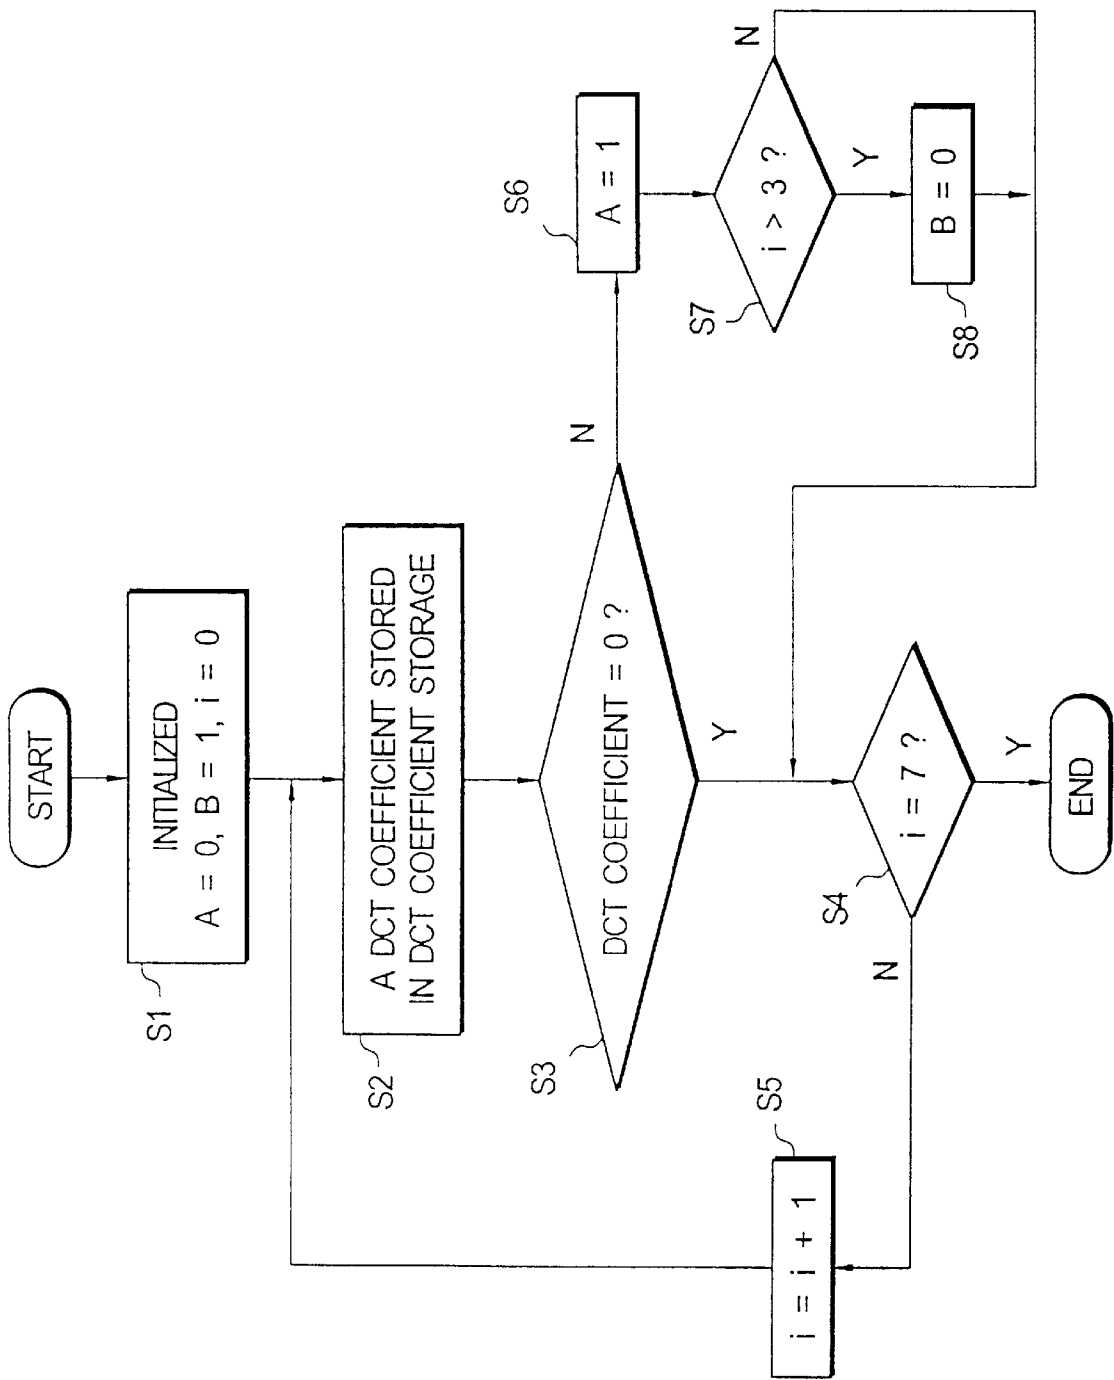 START
INITIALIZED
A = 0, B = 1, i = 0
S1
A DCT COEFFICIENT STORED
IN DCT COEFFICIENT STORAGE
S2
DCT COEFFICIENT = 0 ?
S3
N
Y
A = 1
S6
i > 3 ?
S7
N
Y
B = 0
S8
i = 7 ?
S4
N
Y
i = i + 1
S5
END